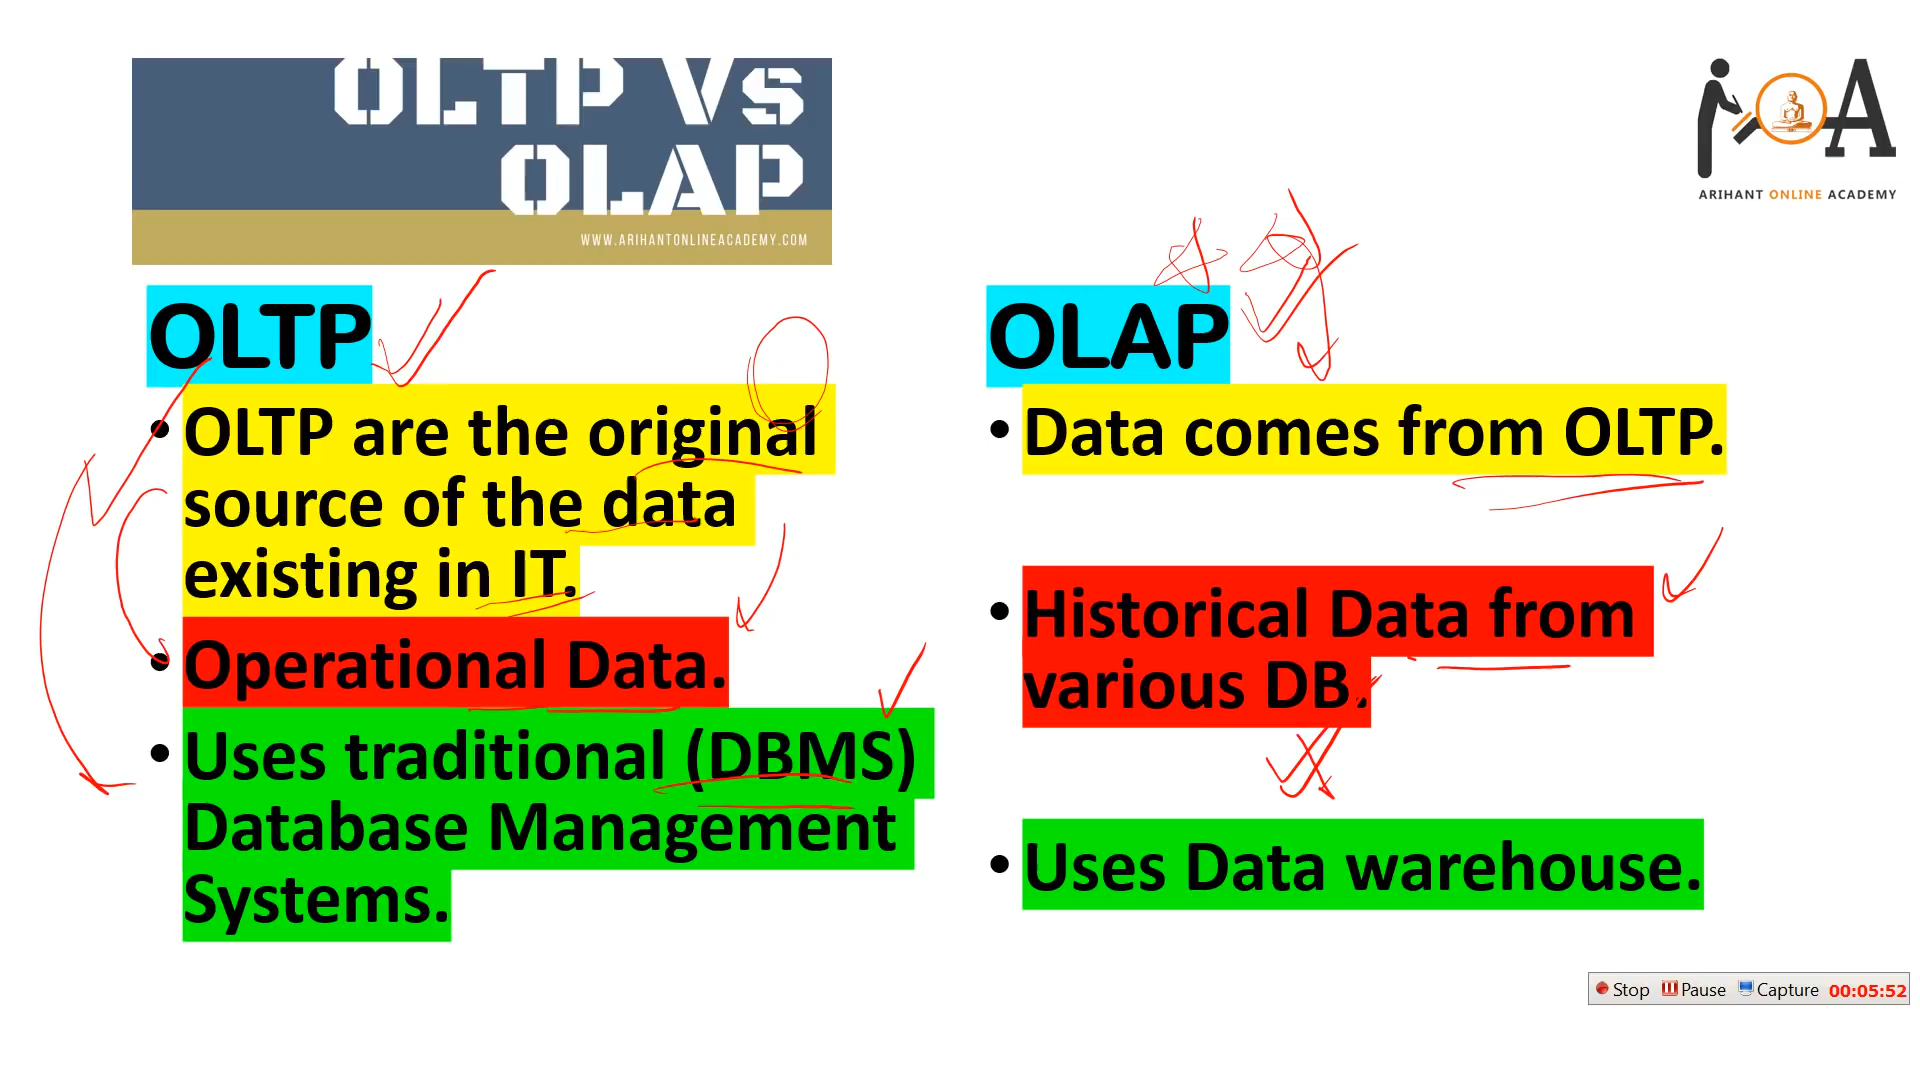 OLTP Vs
OLAP
WWW.ARIHANTONLINEACADEMY.COM
ARIHANT ONLINE ACADEMY
OLTP
• OLTP are the original
source of the data
existing in IT.
• Operational Data.
• Uses traditional (DBMS)
Database Management
Systems.
OLAP
• Data comes from OLTP.
• Historical Data from
various DB.
• Uses Data warehouse.
Stop Pause Capture 00:05:52